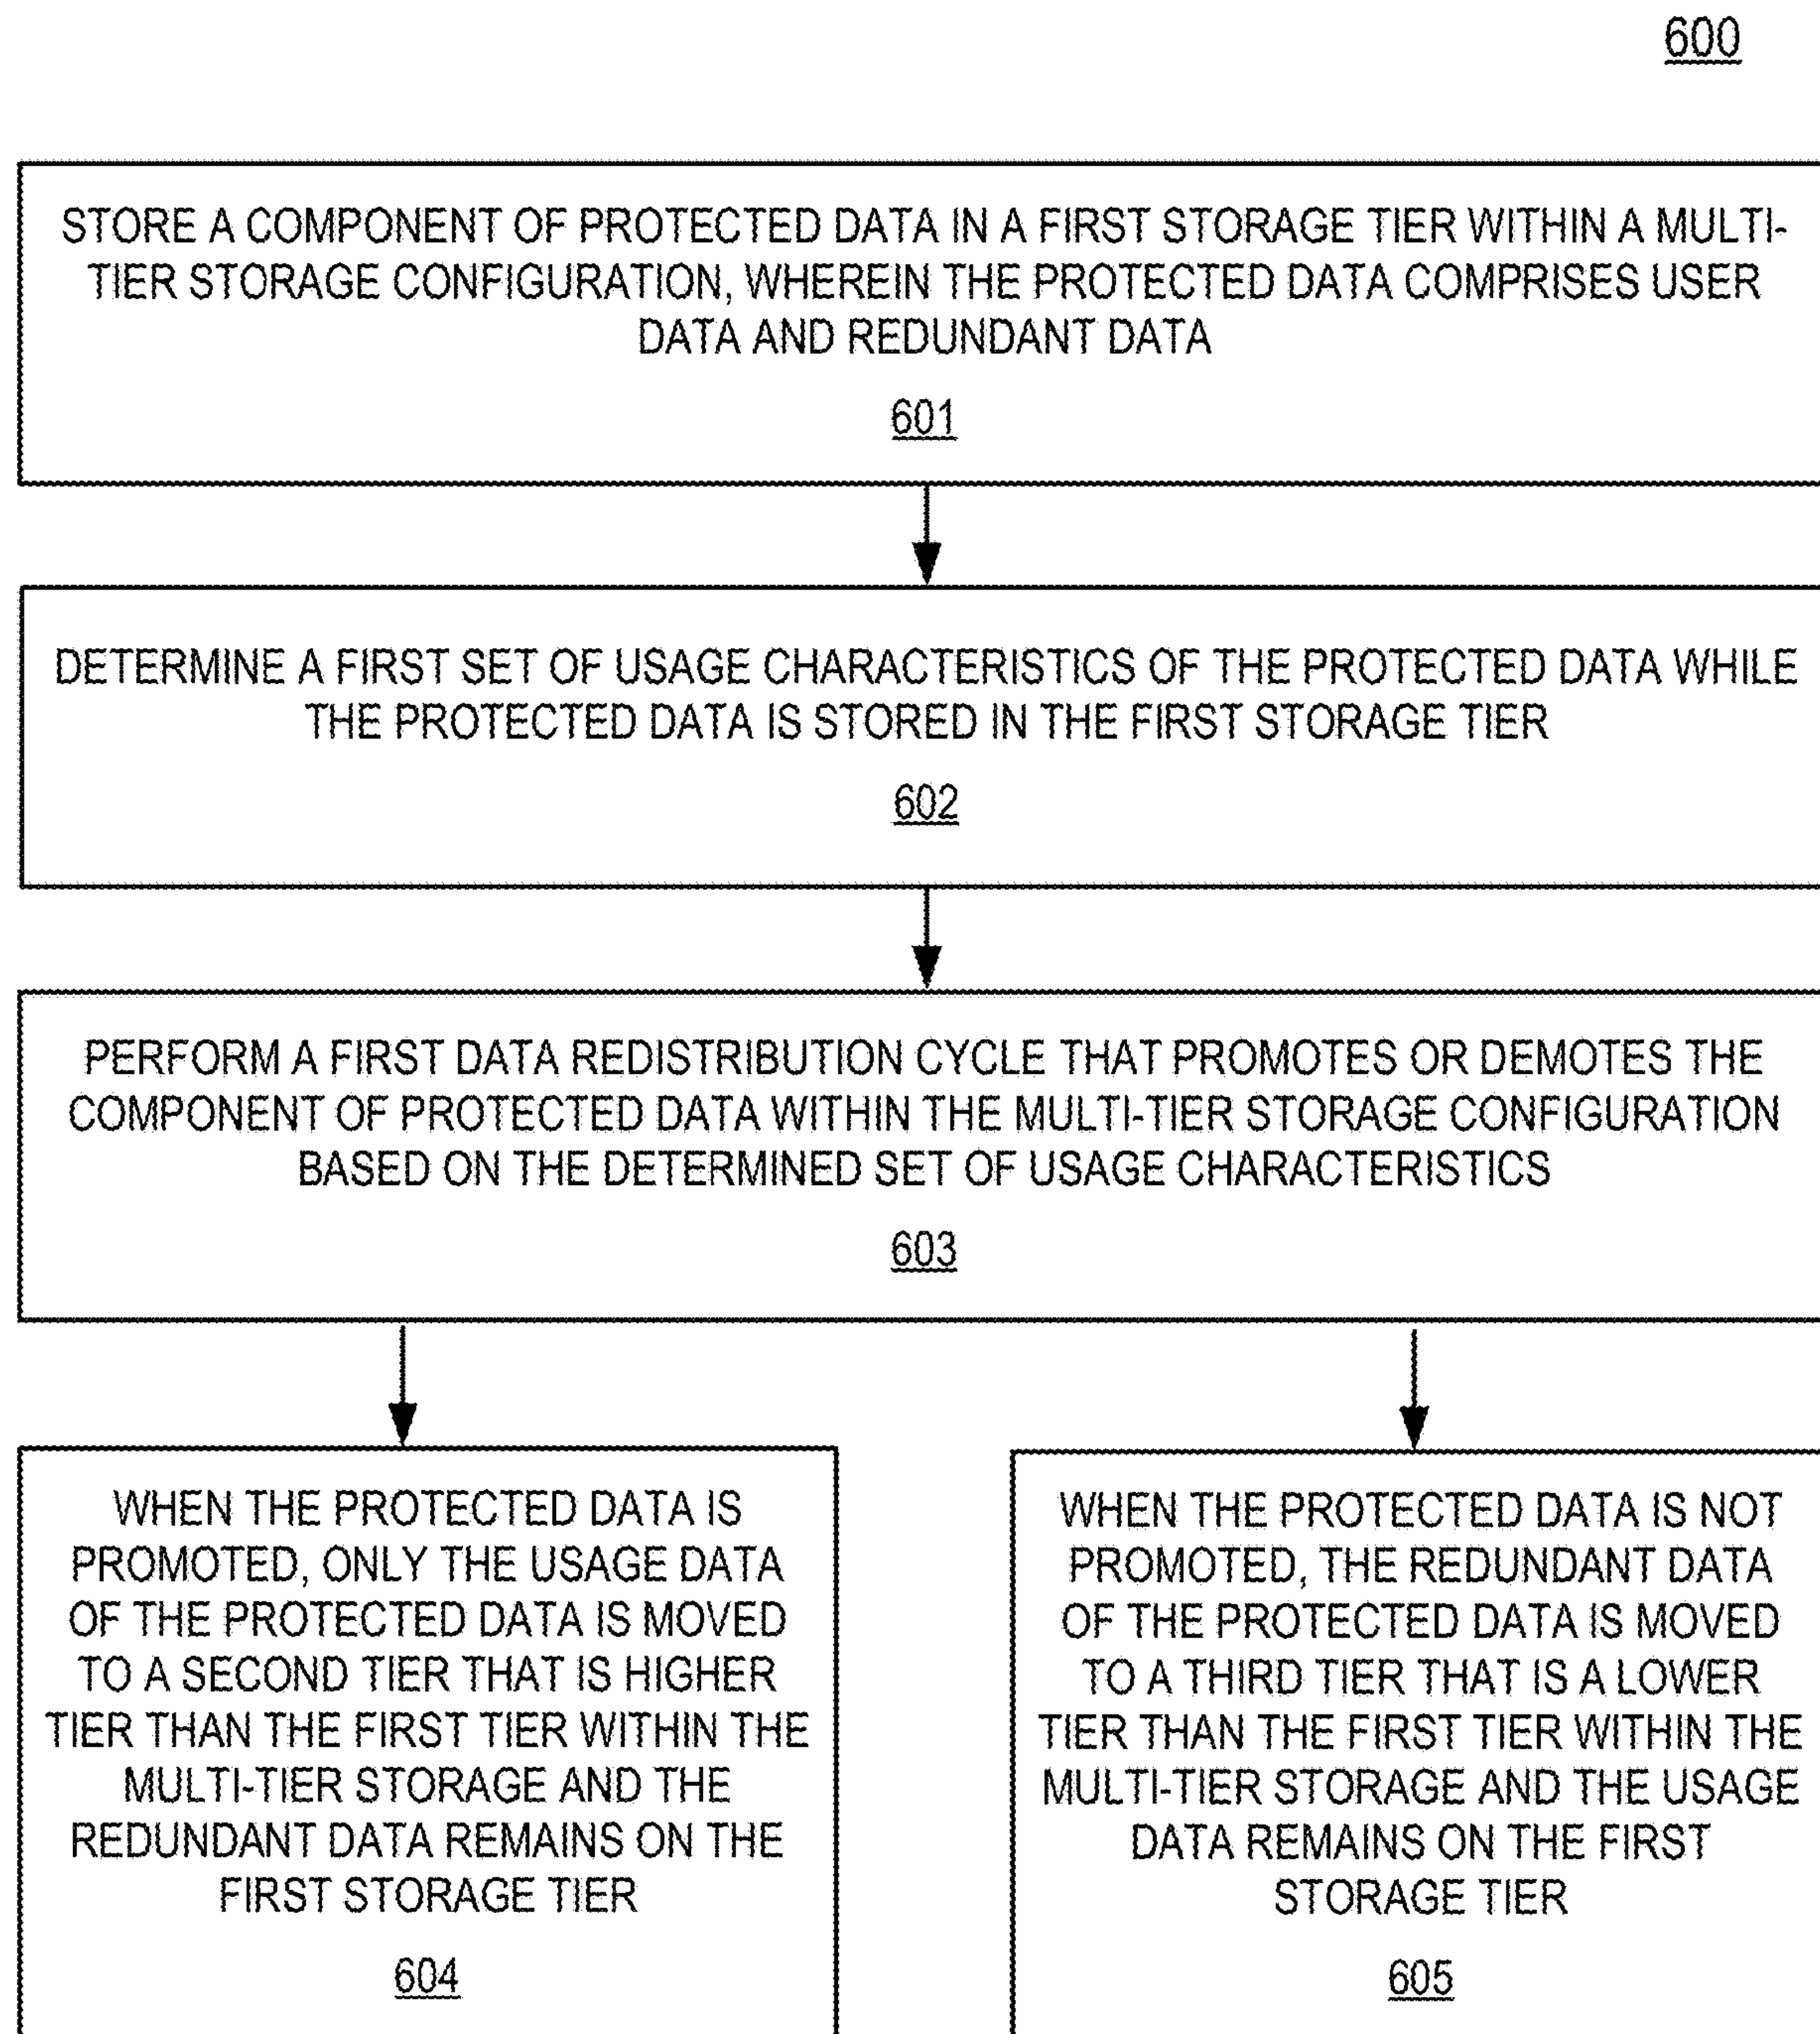 600
STORE A COMPONENT OF PROTECTED DATA IN A FIRST STORAGE TIER WITHIN A MULTI-
TIER STORAGE CONFIGURATION, WHEREIN THE PROTECTED DATA COMPRISES USER
DATA AND REDUNDANT DATA
601
DETERMINE A FIRST SET OF USAGE CHARACTERISTICS OF THE PROTECTED DATA WHILE
THE PROTECTED DATA IS STORED IN THE FIRST STORAGE TIER
602
PERFORM A FIRST DATA REDISTRIBUTION CYCLE THAT PROMOTES OR DEMOTES THE
COMPONENT OF PROTECTED DATA WITHIN THE MULTI-TIER STORAGE CONFIGURATION
BASED ON THE DETERMINED SET OF USAGE CHARACTERISTICS
603
WHEN THE PROTECTED DATA IS
PROMOTED, ONLY THE USAGE DATA
OF THE PROTECTED DATA IS MOVED
TO A SECOND TIER THAT IS HIGHER
TIER THAN THE FIRST TIER WITHIN THE
MULTI-TIER STORAGE AND THE
REDUNDANT DATA REMAINS ON THE
FIRST STORAGE TIER
604
WHEN THE PROTECTED DATA IS NOT
PROMOTED, THE REDUNDANT DATA
OF THE PROTECTED DATA IS MOVED
TO A THIRD TIER THAT IS A LOWER
TIER THAN THE FIRST TIER WITHIN THE
MULTI-TIER STORAGE AND THE USAGE
DATA REMAINS ON THE FIRST
STORAGE TIER
605